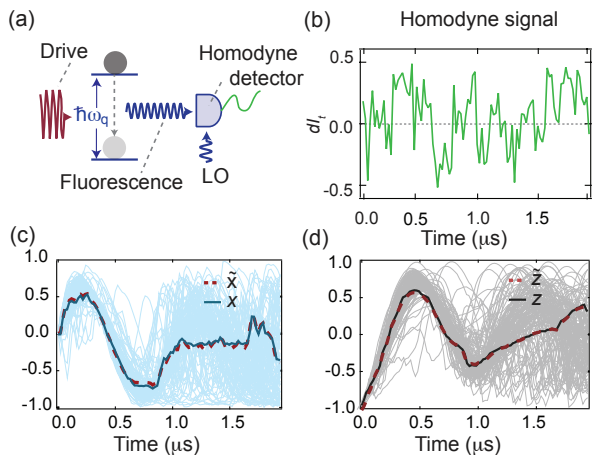 (a)
Drive
Homodyne
detector
ħω_q
Fluorescence
LO
(b) Homodyne signal
0.5
0.0
-0.5
dI_t
0.0 0.5 1.0 1.5
Time (μs)
(c)
1.0
0.5
0.0
-0.5
-1.0
x̃
x
0.0 0.5 1.0 1.5
Time (μs)
(d)
1.0
0.5
0.0
-0.5
-1.0
z̃
z
0.0 0.5 1.0 1.5
Time (μs)